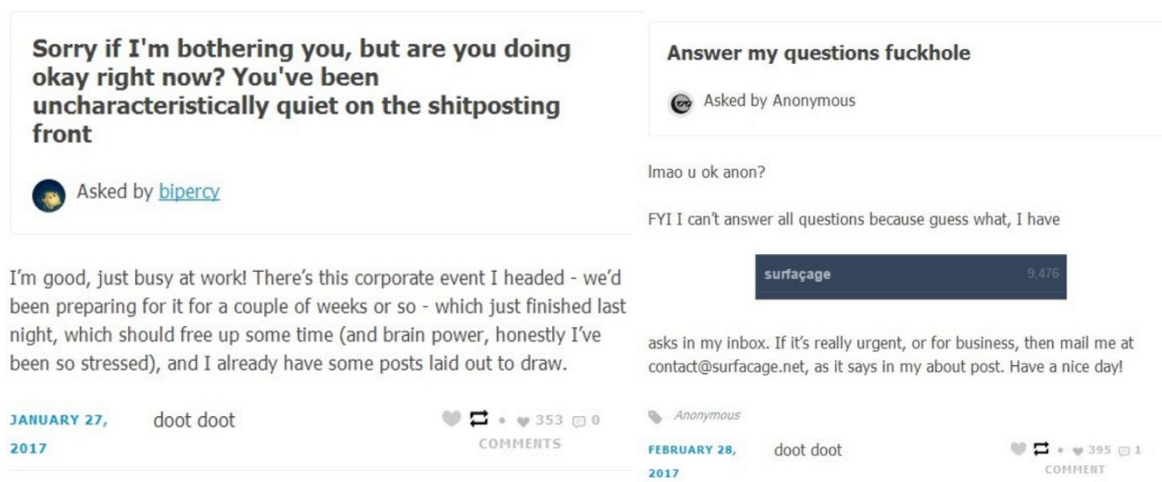 Sorry if I'm bothering you, but are you doing
okay right now? You've been
uncharacteristically quiet on the shitposting
front
Asked by bipercy
I'm good, just busy at work! There's this corporate event I headed - we'd
been preparing for it for a couple of weeks or so - which just finished last
night, which should free up some time (and brain power, honestly I've
been so stressed), and I already have some posts laid out to draw.
JANUARY 27,
2017
doot doot
353 0
COMMENTS
Answer my questions fuckhole
Asked by Anonymous
lmao u ok anon?
FYI I can't answer all questions because guess what, I have
surfaçage 9,476
asks in my inbox. If it's really urgent, or for business, then mail me at
contact@surfacage.net, as it says in my about post. Have a nice day!
Anonymous
FEBRUARY 28,
2017
doot doot
395 1
COMMENT